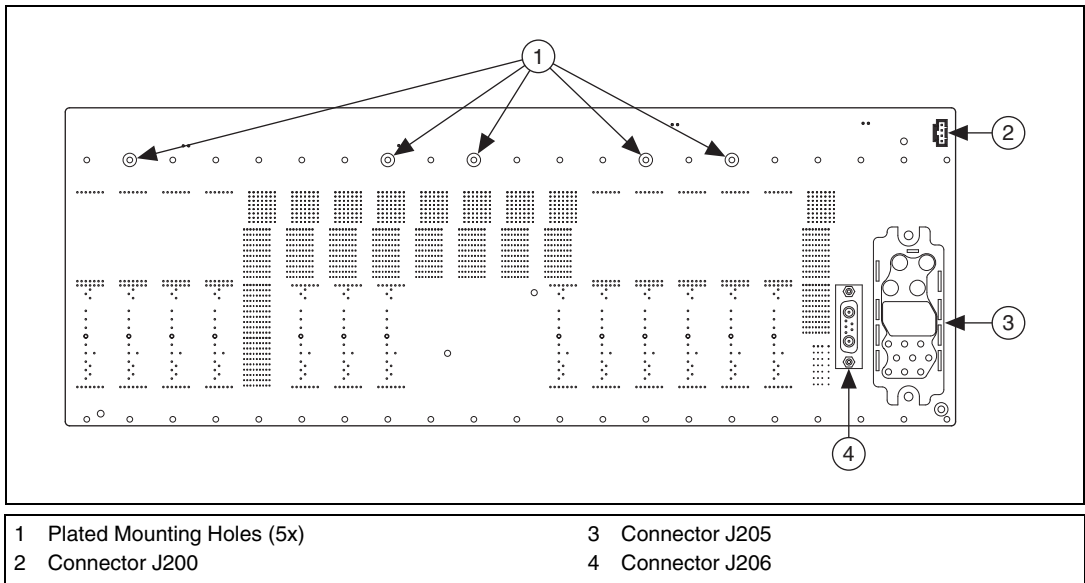 1
2
3
4
1 Plated Mounting Holes (5x)
2 Connector J200
3 Connector J205
4 Connector J206